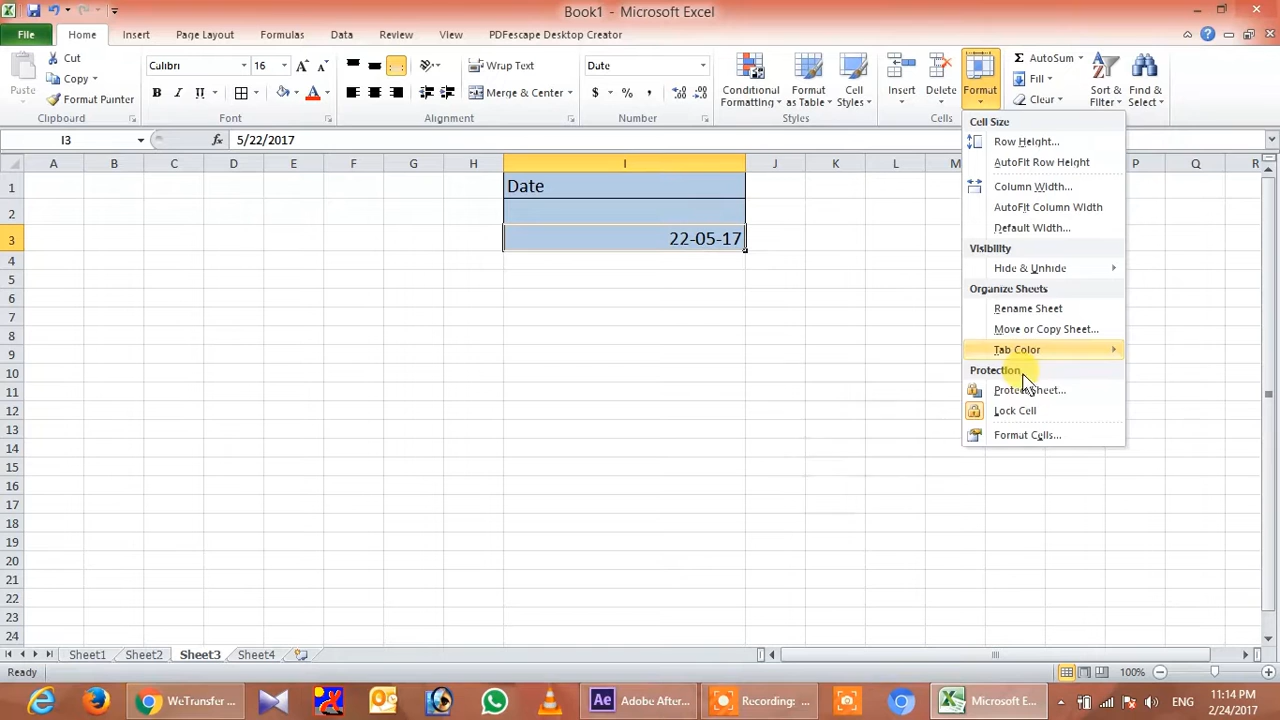 Book1 - Microsoft Excel
File Home Insert Page Layout Formulas Data Review View PDFescape Desktop Creator
Cut
Copy
Format Painter
Paste
Clipboard
Calibri 16
B I U
Font
Wrap Text
Merge & Center
Alignment
Date
$ % ,
Number
Conditional Formatting
Format as Table
Cell Styles
Styles
Insert
Delete
Format
Cells
AutoSum
Fill
Clear
Sort & Filter
Find & Select
I3 fx 5/22/2017
A B C D E F G H I J K L M P Q R
1 Date
2
3 22-05-17
4
5
6
7
8
9
10
11
12
13
14
15
16
17
18
19
20
21
22
23
24
Cell Size
Row Height...
AutoFit Row Height
Column Width...
AutoFit Column Width
Default Width...
Visibility
Hide & Unhide
Organize Sheets
Rename Sheet
Move or Copy Sheet...
Tab Color
Protection
Protect Sheet...
Lock Cell
Format Cells...
Sheet1 Sheet2 Sheet3 Sheet4
Ready 100%
WeTransfer ...
Ae Adobe After...
Recording: ...
Microsoft E...
ENG
11:14 PM
2/24/2017